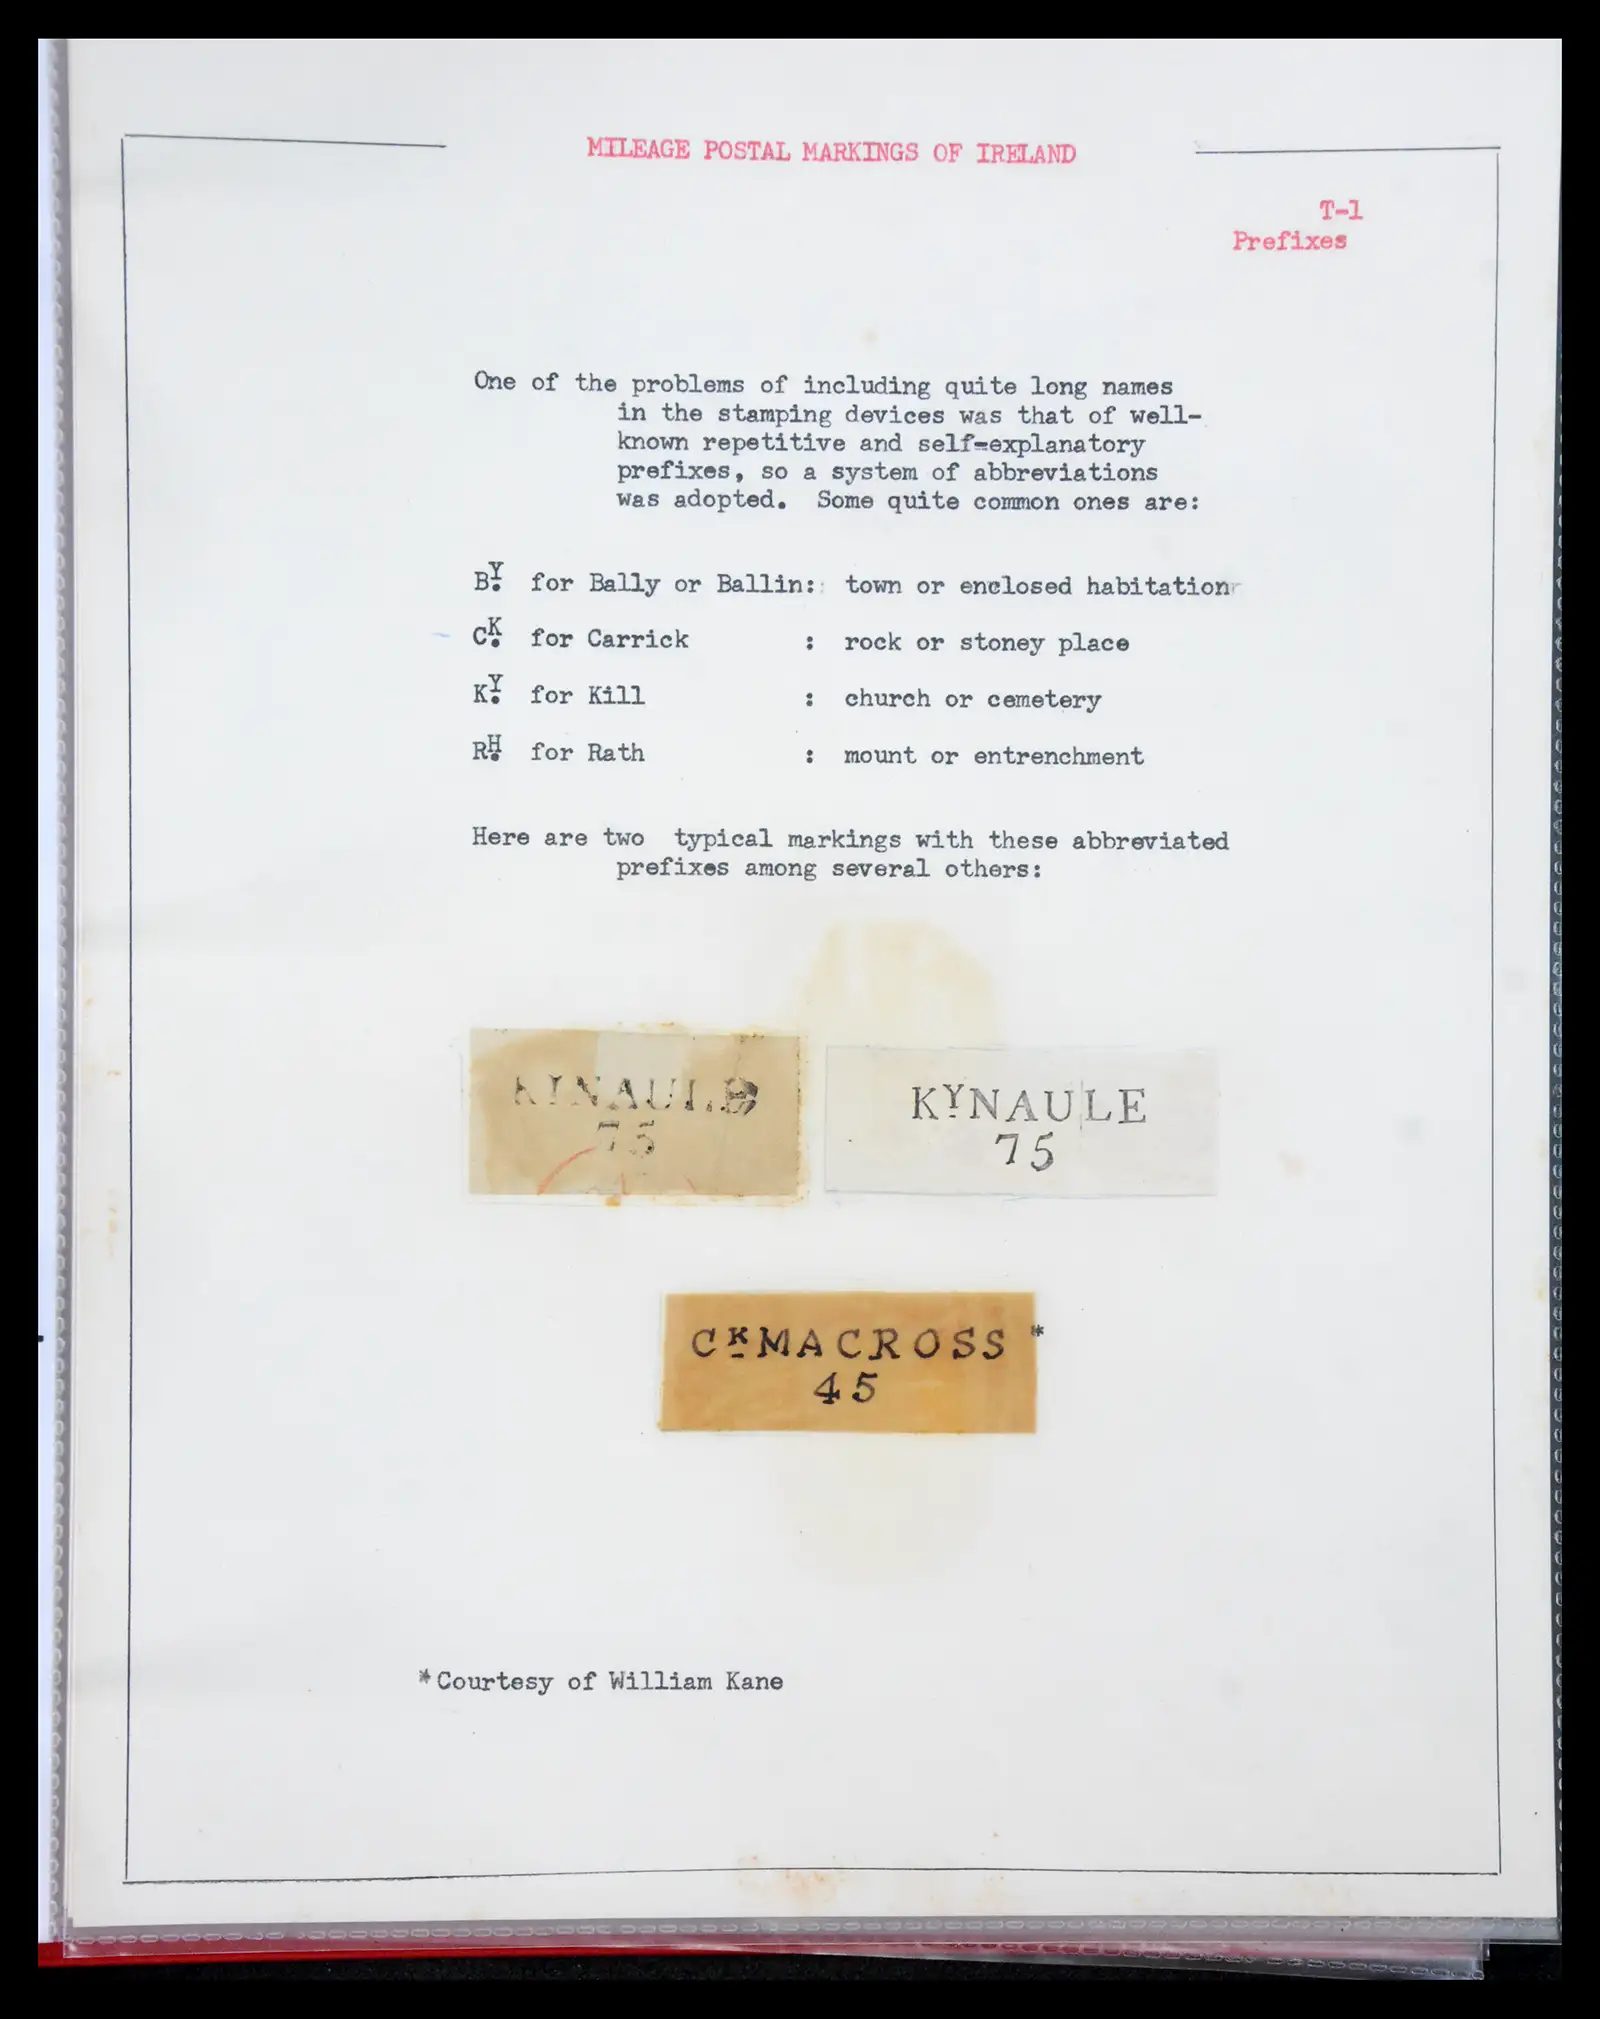 MILEAGE POSTAL MARKINGS OF IRELAND
T-1
Prefixes
One of the problems of including quite long names
in the stamping devices was that of well-
known repetitive and self-explanatory
prefixes, so a system of abbreviations
was adopted. Some quite common ones are:
BY. for Bally or Ballin: town or enclosed habitation
CK. for Carrick : rock or stoney place
KY. for Kill : church or cemetery
RH. for Rath : mount or entrenchment
Here are two typical markings with these abbreviated
prefixes among several others:
KYNAULE
75
KYNAULE
75
CKMACROSS *
45
*Courtesy of William Kane